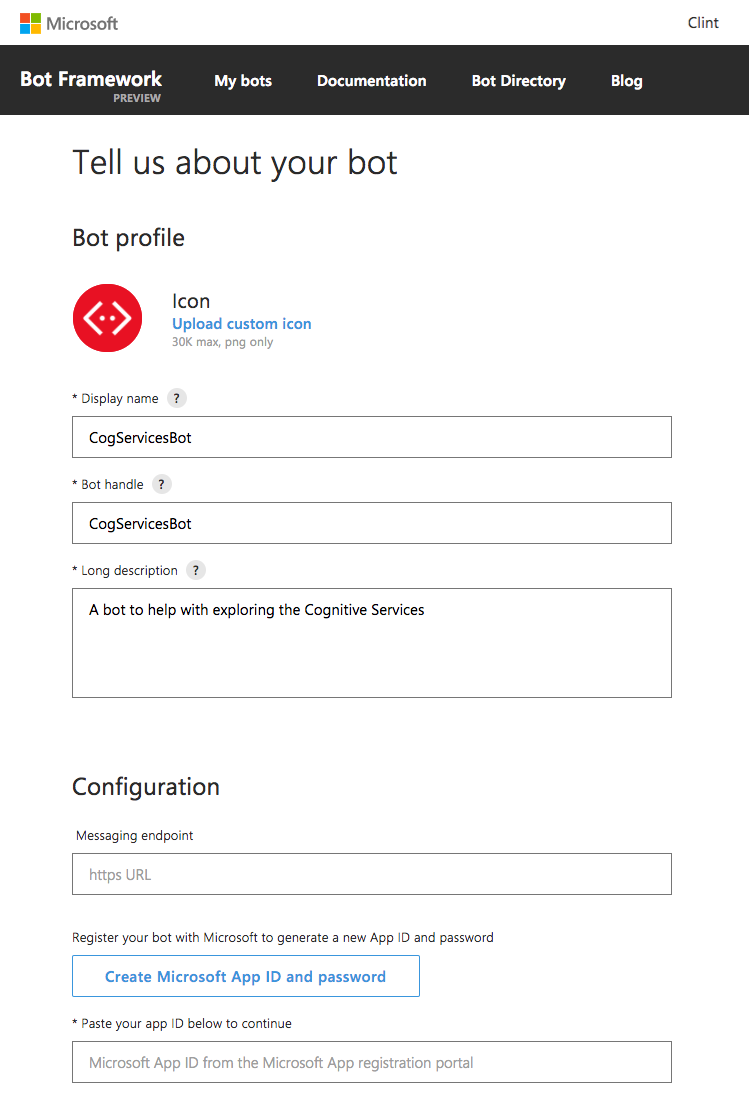 Microsoft
Clint
Bot Framework
PREVIEW
My bots
Documentation
Bot Directory
Blog
Tell us about your bot
Bot profile
Icon
Upload custom icon
30K max, png only
* Display name ?
CogServicesBot
* Bot handle ?
CogServicesBot
* Long description ?
A bot to help with exploring the Cognitive Services
Configuration
Messaging endpoint
https URL
Register your bot with Microsoft to generate a new App ID and password
Create Microsoft App ID and password
* Paste your app ID below to continue
Microsoft App ID from the Microsoft App registration portal